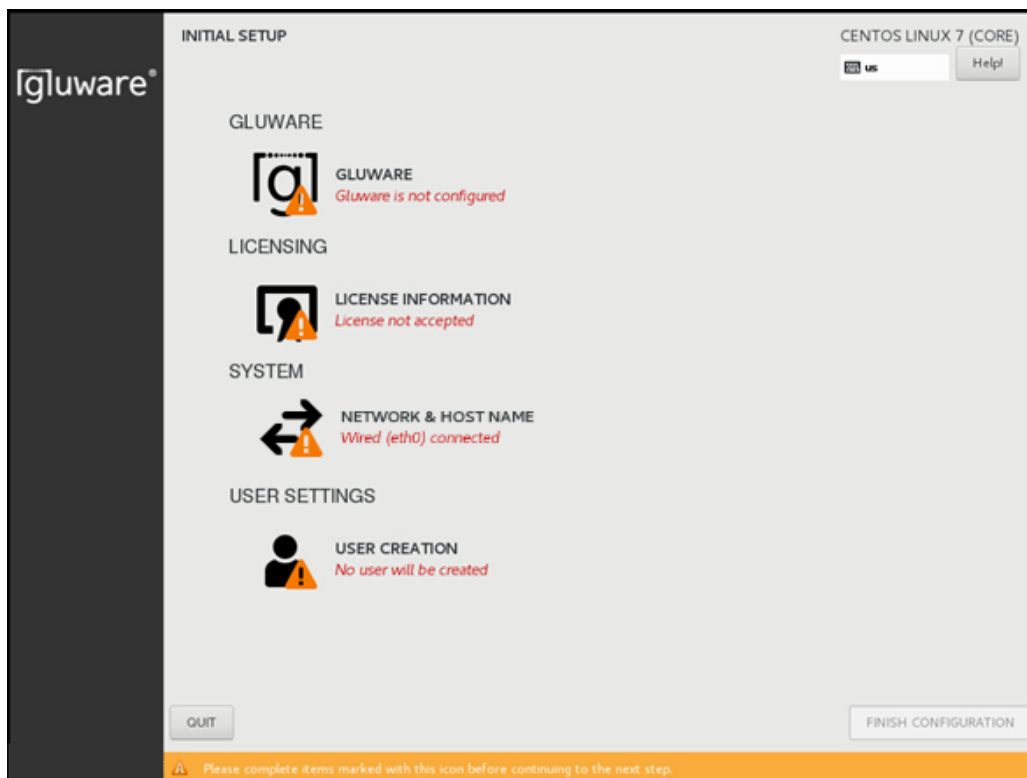 INITIAL SETUP
CENTOS LINUX 7 (CORE)
us
Help!
gluware®
GLUWARE
g
GLUWARE
Gluware is not configured
LICENSING
LICENSE INFORMATION
License not accepted
SYSTEM
NETWORK & HOST NAME
Wired (eth0) connected
USER SETTINGS
USER CREATION
No user will be created
QUIT
FINISH CONFIGURATION
Please complete items marked with this icon before continuing to the next step.